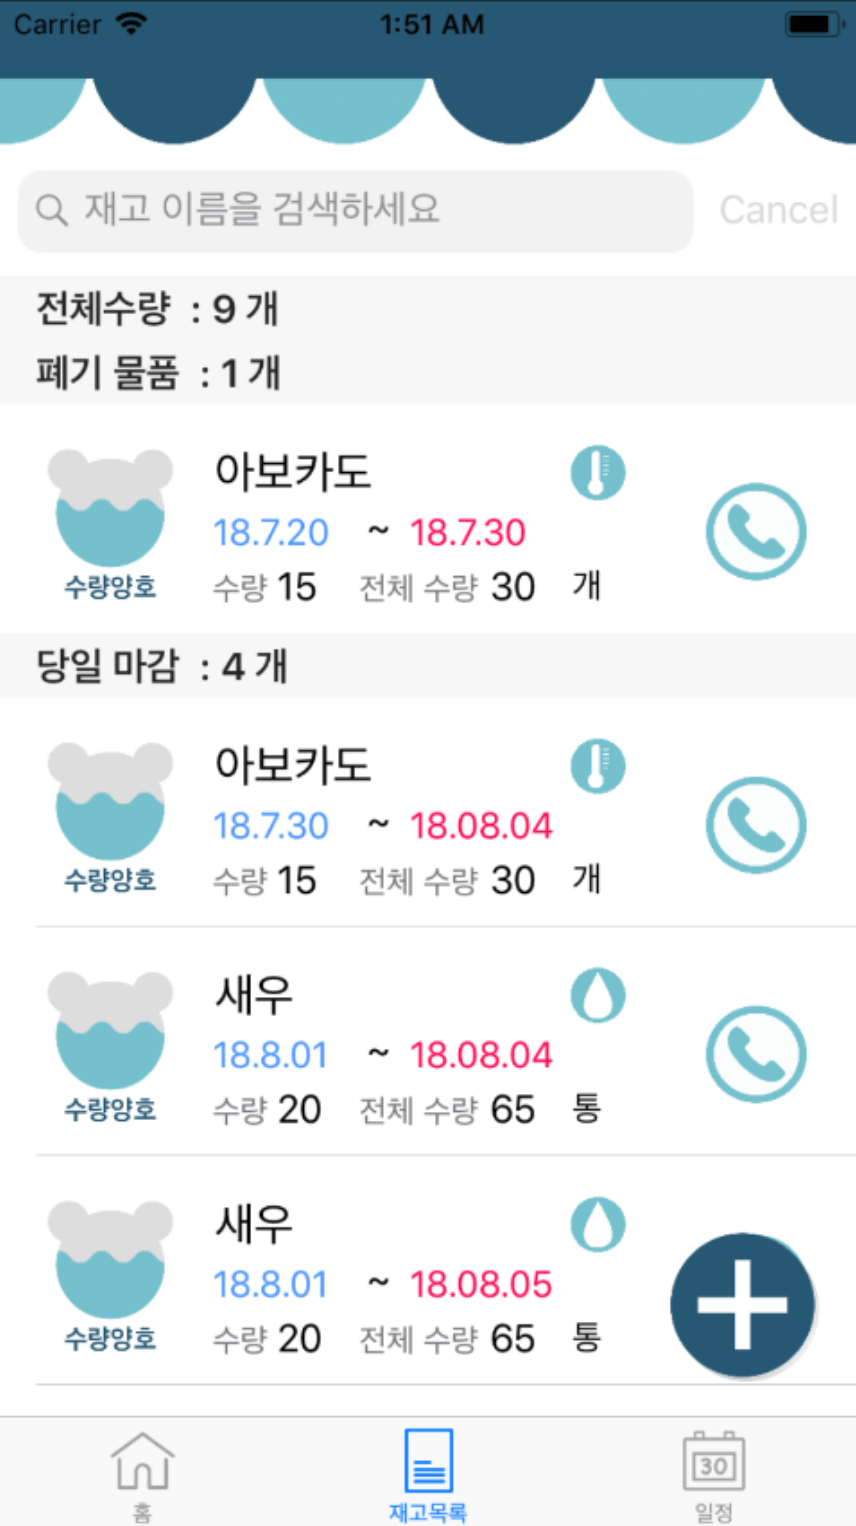 Carrier 1:51 AM
재고 이름을 검색하세요 Cancel
전체수량 : 9 개
폐기 물품 : 1 개
아보카도
18.7.20 ~ 18.7.30
수량양호 수량 15 전체 수량 30 개
당일 마감 : 4 개
아보카도
18.7.30 ~ 18.08.04
수량양호 수량 15 전체 수량 30 개
새우
18.8.01 ~ 18.08.04
수량양호 수량 20 전체 수량 65 통
새우
18.8.01 ~ 18.08.05
수량양호 수량 20 전체 수량 65 통
30
홈 재고목록 일정